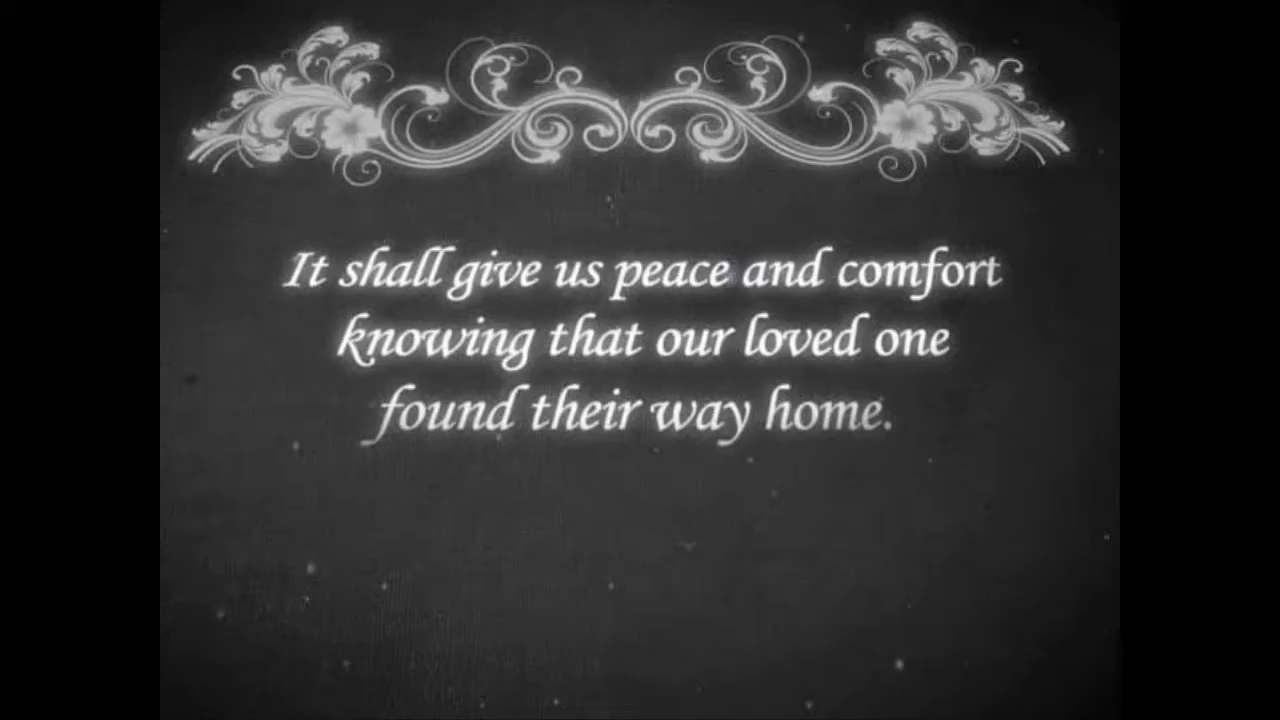 It shall give us peace and comfort
knowing that our loved one
found their way home.